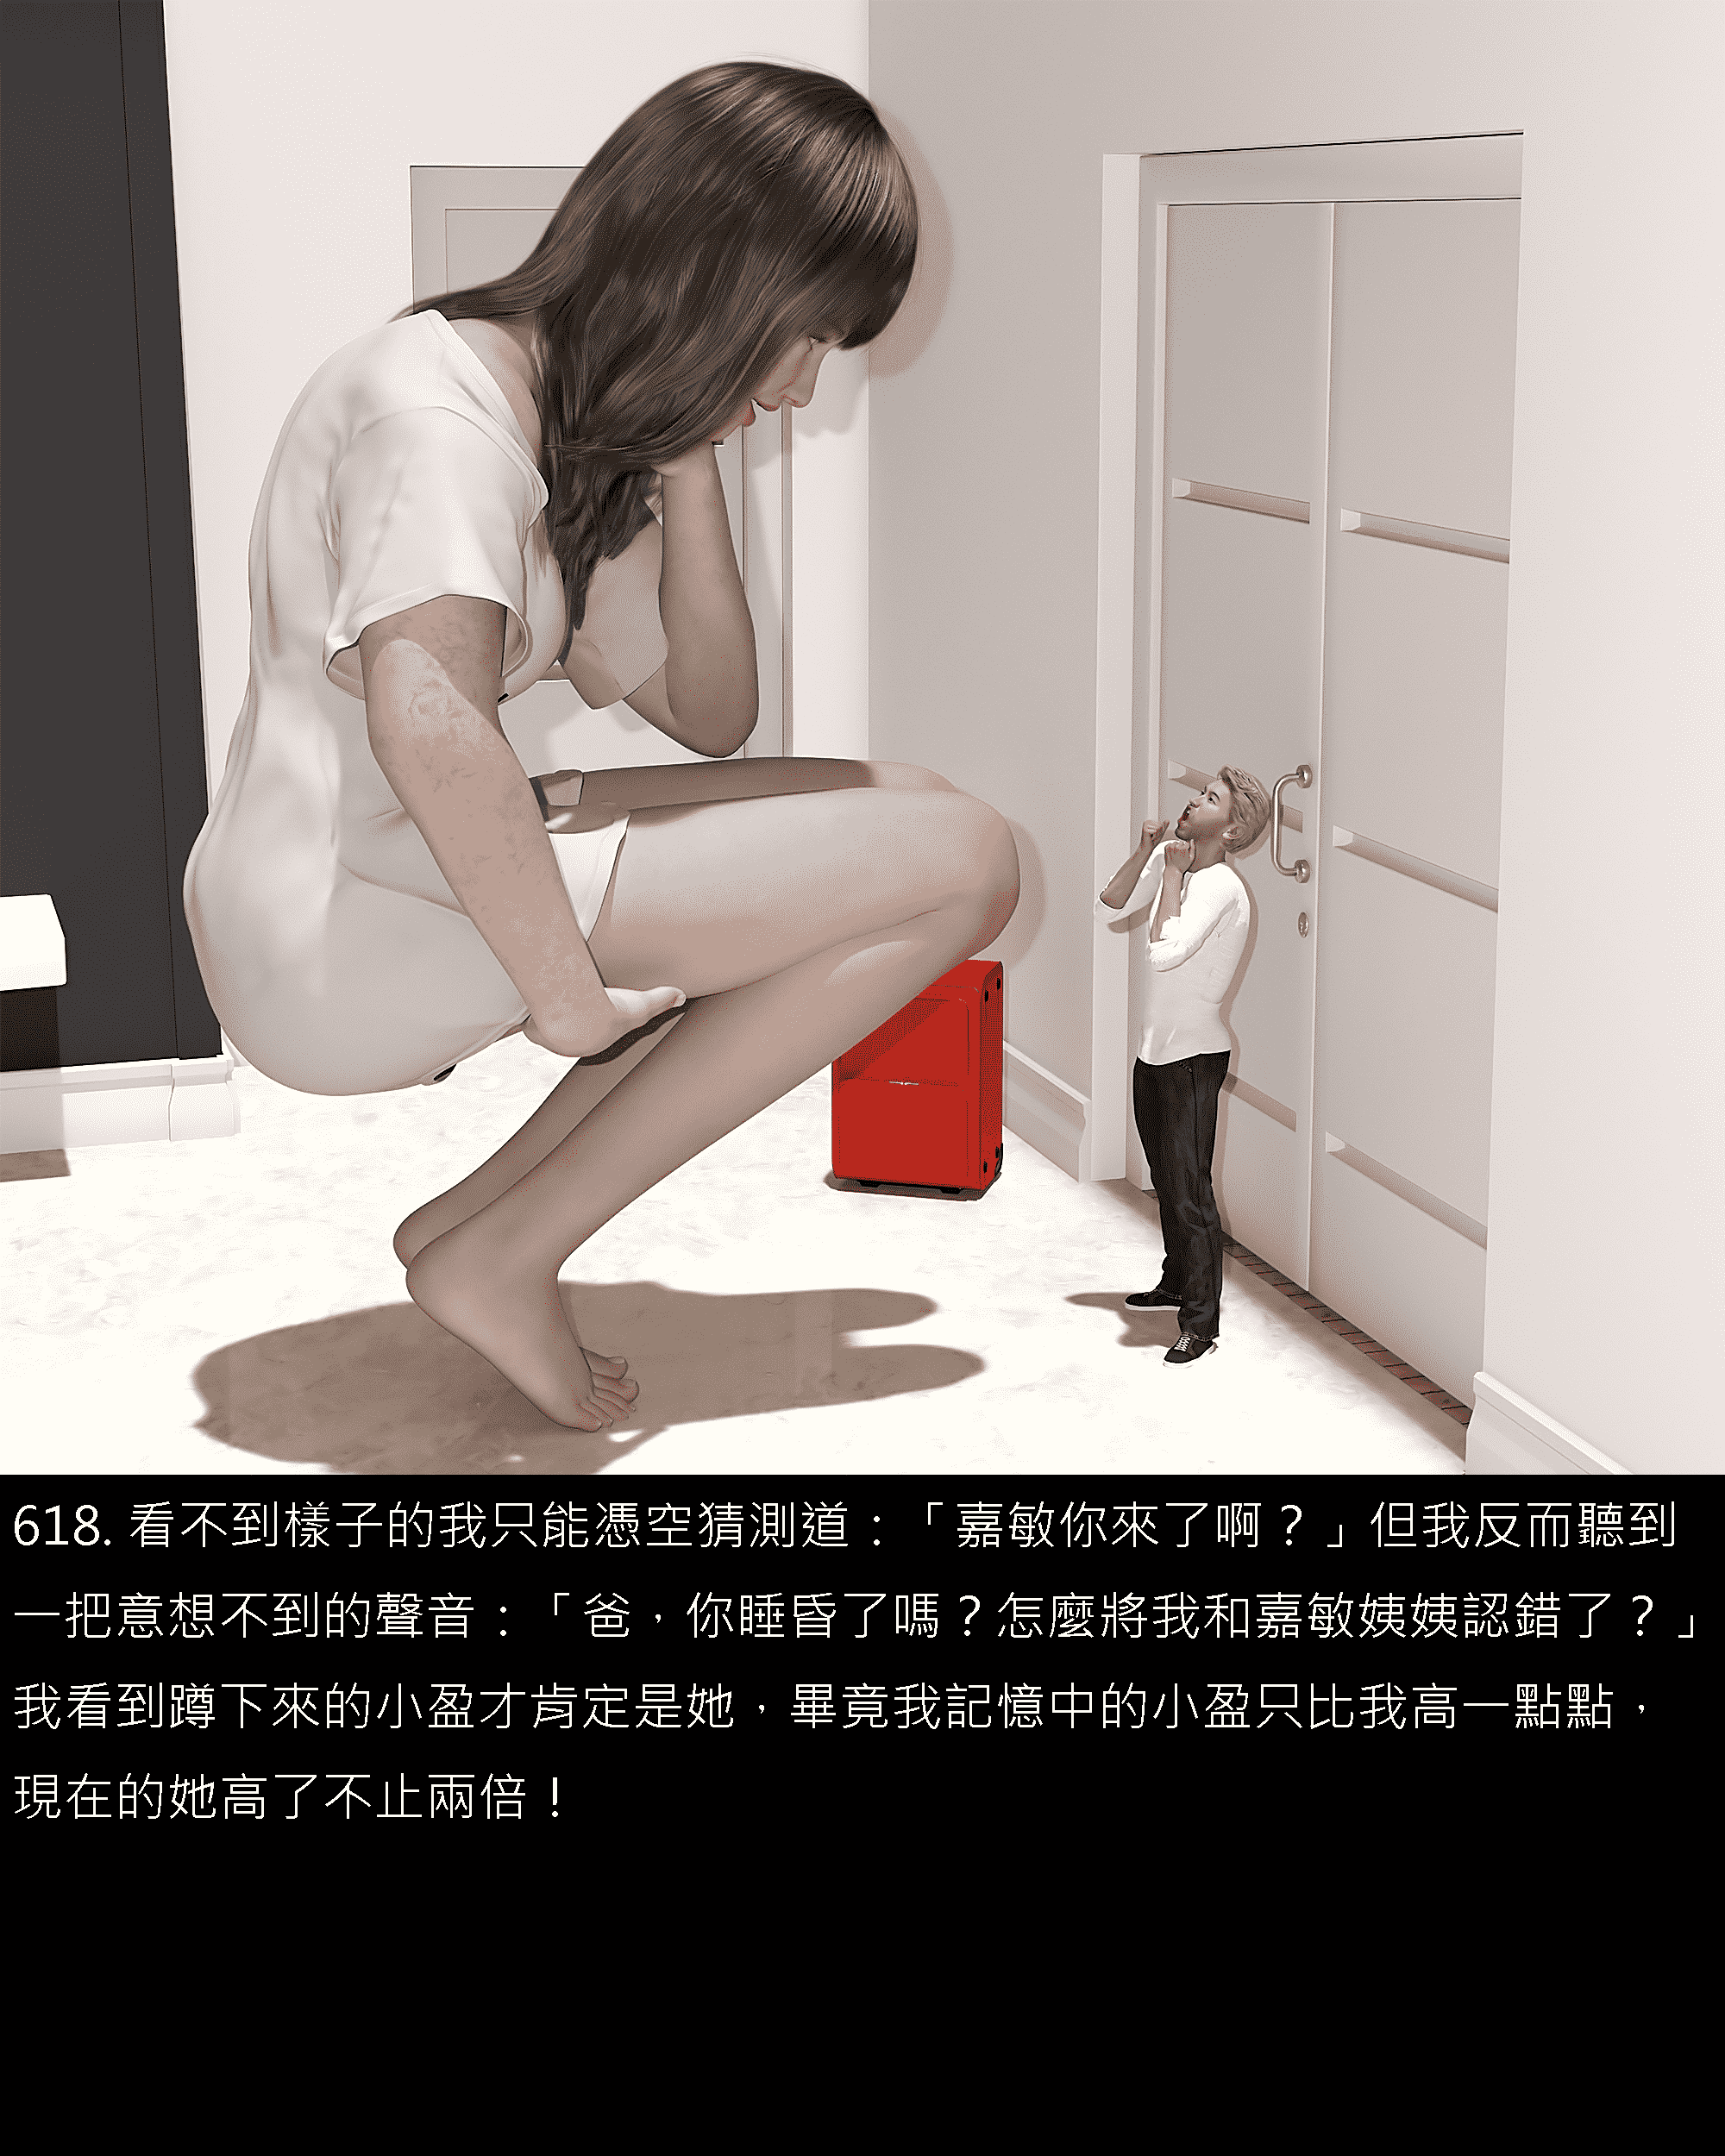 618. 看不到樣子的我只能憑空猜測道：「嘉敏你來了啊？」但我反而聽到
一把意想不到的聲音：「爸，你睡昏了嗎？怎麼將我和嘉敏姨姨認錯了？」
我看到蹲下來的小盈才肯定是她，畢竟我記憶中的小盈只比我高一點點，
現在的她高了不止兩倍！